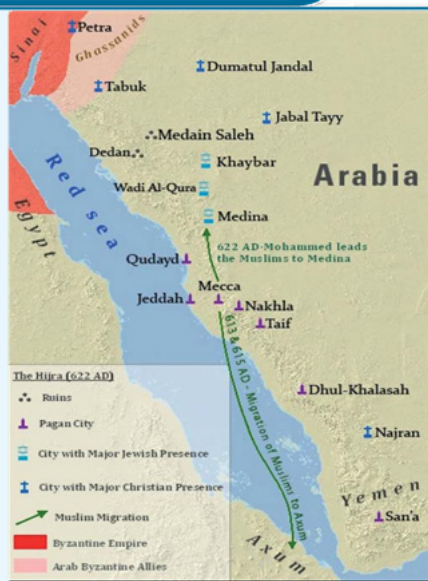 Petra
Sinai
Ghassanids
Dumatul Jandal
Tabuk
Jabal Tayy
Medain Saleh
Dedan
Khaybar
Arabia
Wadi Al-Qura
Red sea
Medina
Egypt
622 AD-Mohammed leads
the Muslims to Medina
Qudayd
Mecca
Jeddah
Nakhla
Taif
613 & 615 AD - Migration of Muslims to Axum
The Hijra (622 AD)
Ruins
Pagan City
City with Major Jewish Presence
City with Major Christian Presence
Muslim Migration
Byzantine Empire
Arab Byzantine Allies
Dhul-Khalasah
Najran
Yemen
San'a
Axum